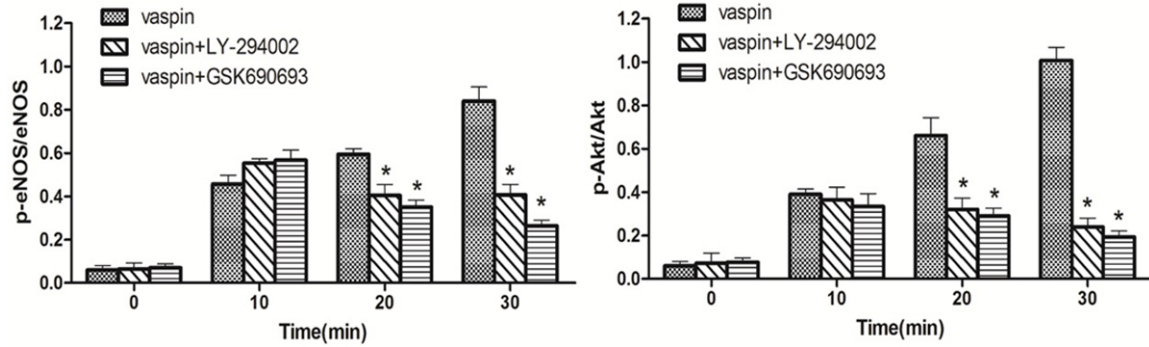 vaspin
vaspin+LY-294002
vaspin+GSK690693
p-eNOS/eNOS
1.2
1.0
0.8
0.6
0.4
0.2
0.0
* *
* *
0 10 20 30
Time(min)
vaspin
vaspin+LY-294002
vaspin+GSK690693
p-Akt/Akt
1.2
1.0
0.8
0.6
0.4
0.2
0.0
* *
* *
0 10 20 30
Time(min)